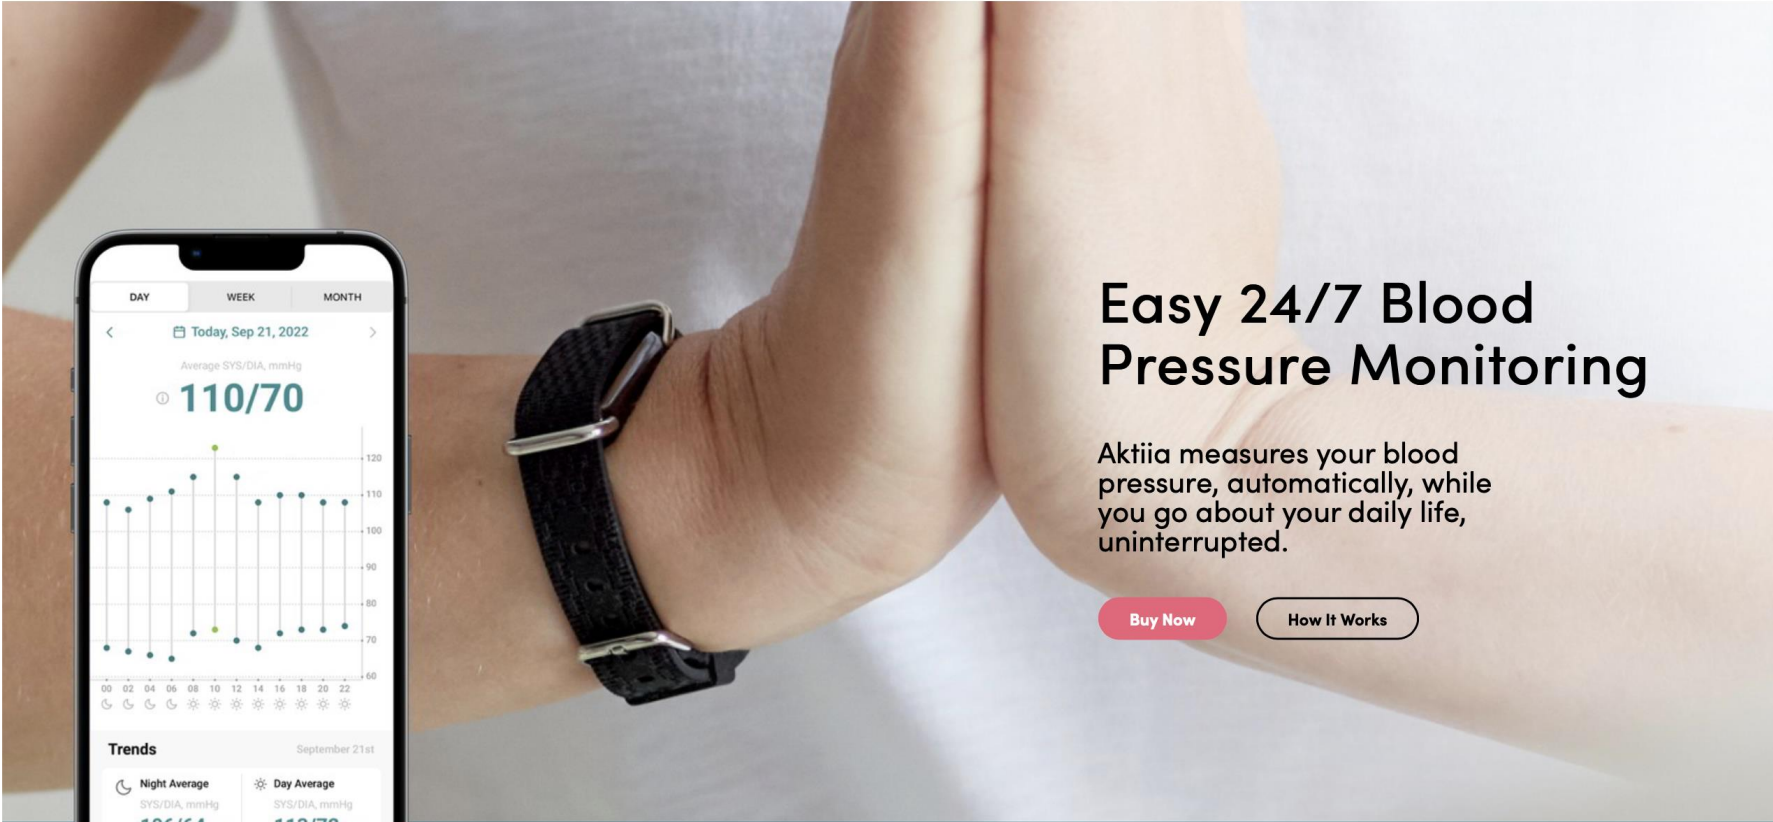 DAY WEEK MONTH
Today, Sep 21, 2022
Average SYS/DIA, mmHg
110/70
120
110
100
90
80
70
60
00 02 04 06 08 10 12 14 16 18 20 22
Trends September 21st
Night Average Day Average
SYS/DIA, mmHg SYS/DIA, mmHg
Easy 24/7 Blood
Pressure Monitoring
Aktiia measures your blood
pressure, automatically, while
you go about your daily life,
uninterrupted.
Buy Now How It Works